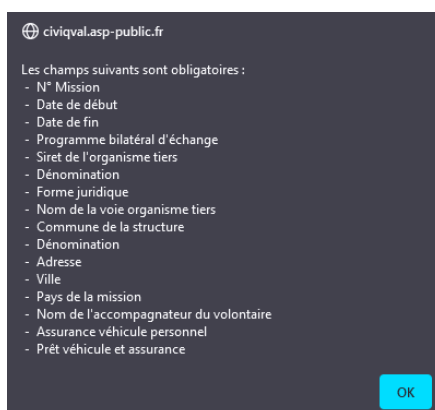 civiqval.asp-public.fr
Les champs suivants sont obligatoires :
- N° Mission
- Date de début
- Date de fin
- Programme bilatéral d'échange
- Siret de l'organisme tiers
- Dénomination
- Forme juridique
- Nom de la voie organisme tiers
- Commune de la structure
- Dénomination
- Adresse
- Ville
- Pays de la mission
- Nom de l'accompagnateur du volontaire
- Assurance véhicule personnel
- Prêt véhicule et assurance
OK